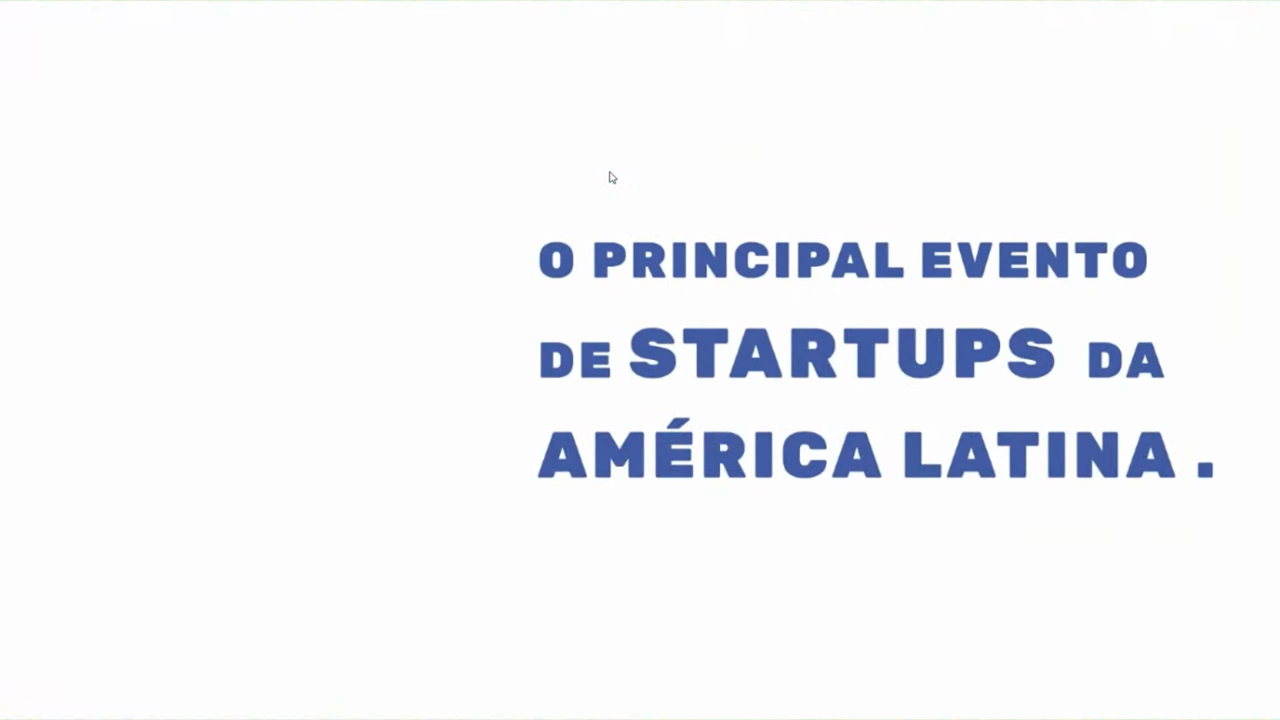 O PRINCIPAL EVENTO
DE STARTUPS DA
AMÉRICA LATINA .